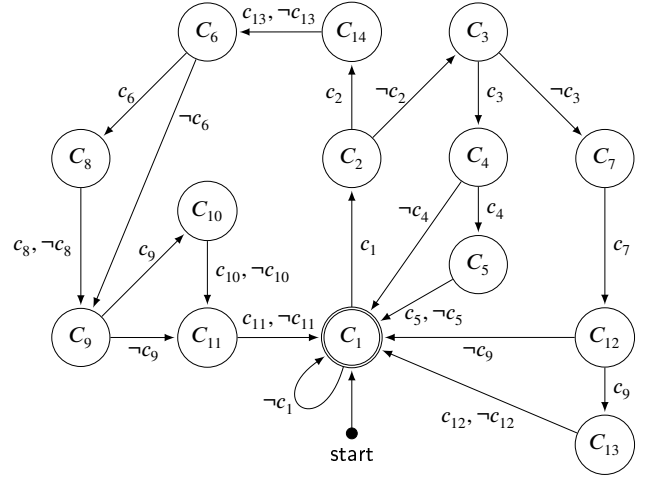 c₁₃, ¬c₁₃
C₆
C₁₄
C₃
c₆
¬c₆
c₂
¬c₂
c₃
¬c₃
C₈
C₂
C₄
C₇
C₁₀
¬c₄
c₄
c₈, ¬c₈
c₉
c₁₀, ¬c₁₀
c₁
C₅
c₇
c₅, ¬c₅
C₉
¬c₉
C₁₁
c₁₁, ¬c₁₁
C₁
¬c₉
C₁₂
¬c₁
c₁₂, ¬c₁₂
c₉
C₁₃
start